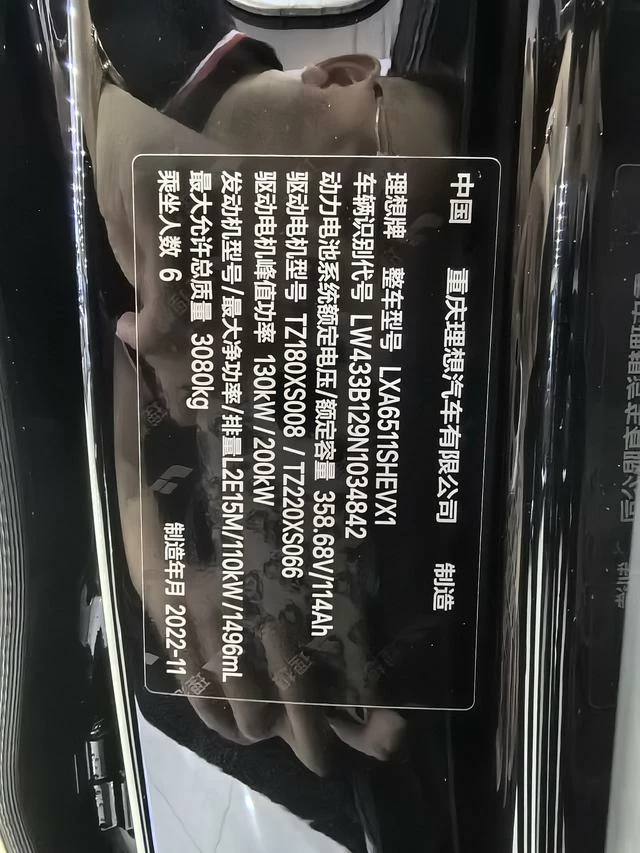 中国 重庆理想汽车有限公司 制造
理想牌 整车型号 LXA6511SHEVX1
车辆识别代号 LW433B129N1034842
动力电池系统额定电压/额定容量 358.68V/114Ah
驱动电机型号 TZ180XS008 / TZ220XS066
驱动电机峰值功率 130kW/200kW
发动机型号/最大净功率/排量L2E15M/110kW/1496mL
最大允许总质量 3080kg
乘坐人数 6 制造年月 2022-11